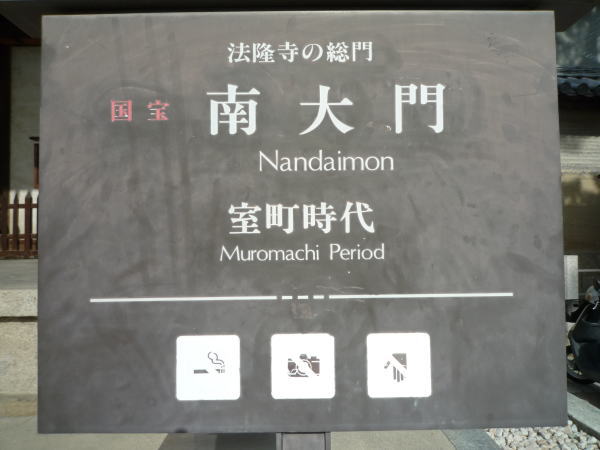 法隆寺の総門
国宝 南大門
Nandaimon
室町時代
Muromachi Period